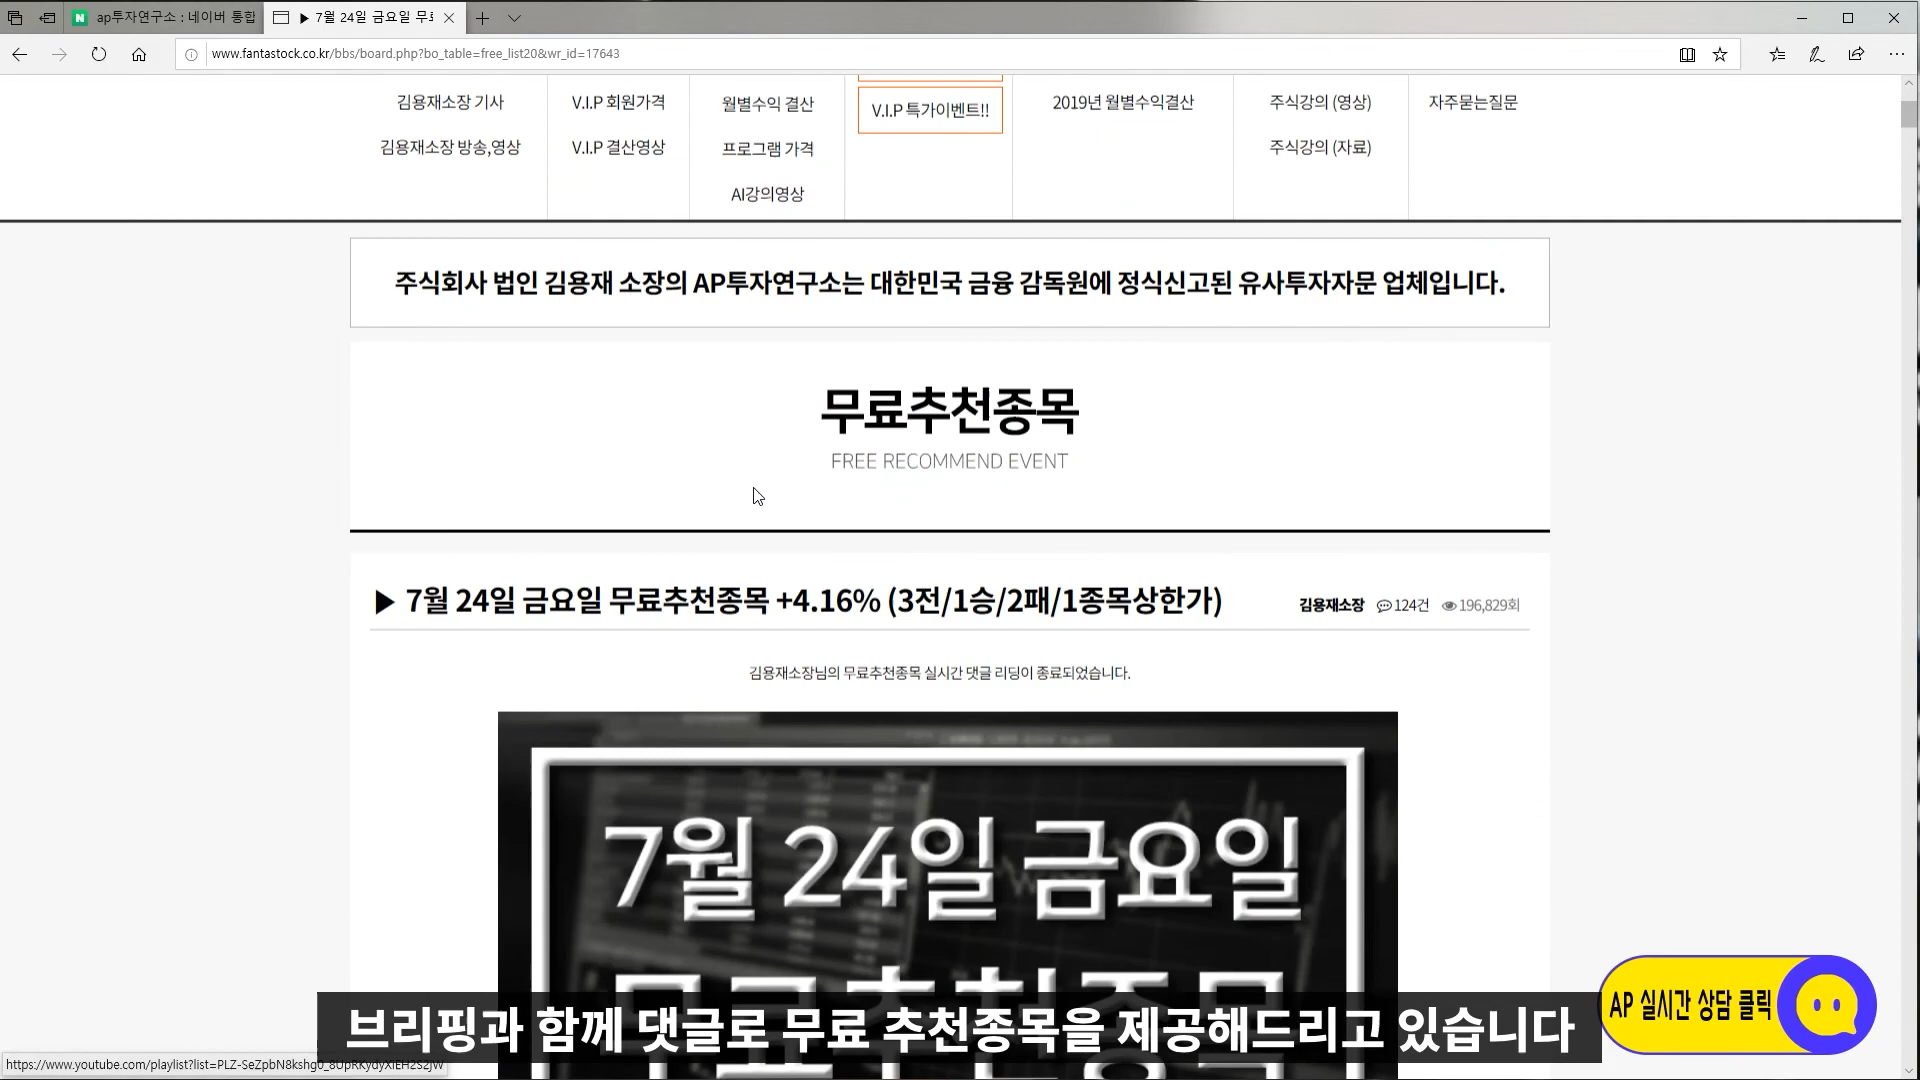 ap투자연구소 : 네이버 통합
▶ 7월 24일 금요일 무료
www.fantastock.co.kr/bbs/board.php?bo_table=free_list20&wr_id=17643
김용재소장 기사
V.I.P 회원가격
월별수익 결산
V.I.P 특가이벤트!!
2019년 월별수익결산
주식강의 (영상)
자주묻는질문
김용재소장 방송,영상
V.I.P 결산영상
프로그램 가격
주식강의 (자료)
AI강의영상
주식회사 법인 김용재 소장의 AP투자연구소는 대한민국 금융 감독원에 정식신고된 유사투자자문 업체입니다.
무료추천종목
FREE RECOMMEND EVENT
▶ 7월 24일 금요일 무료추천종목 +4.16% (3전/1승/2패/1종목상한가)
김용재소장 124건 196,829회
김용재소장님의 무료추천종목 실시간 댓글 리딩이 종료되었습니다.
7월 24일 금요일
무료추천종목
브리핑과 함께 댓글로 무료 추천종목을 제공해드리고 있습니다
AP 실시간 상담 클릭